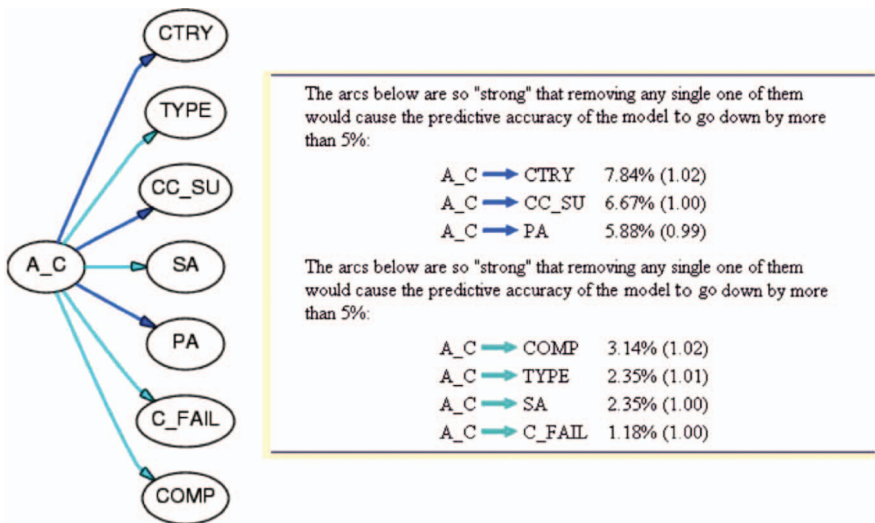 CTRY
TYPE
CC_SU
A_C
SA
PA
C_FAIL
COMP
The arcs below are so "strong" that removing any single one of them
would cause the predictive accuracy of the model to go down by more
than 5%:
A_C CTRY 7.84% (1.02)
A_C CC_SU 6.67% (1.00)
A_C PA 5.88% (0.99)
The arcs below are so "strong" that removing any single one of them
would cause the predictive accuracy of the model to go down by more
than 5%:
A_C COMP 3.14% (1.02)
A_C TYPE 2.35% (1.01)
A_C SA 2.35% (1.00)
A_C C_FAIL 1.18% (1.00)